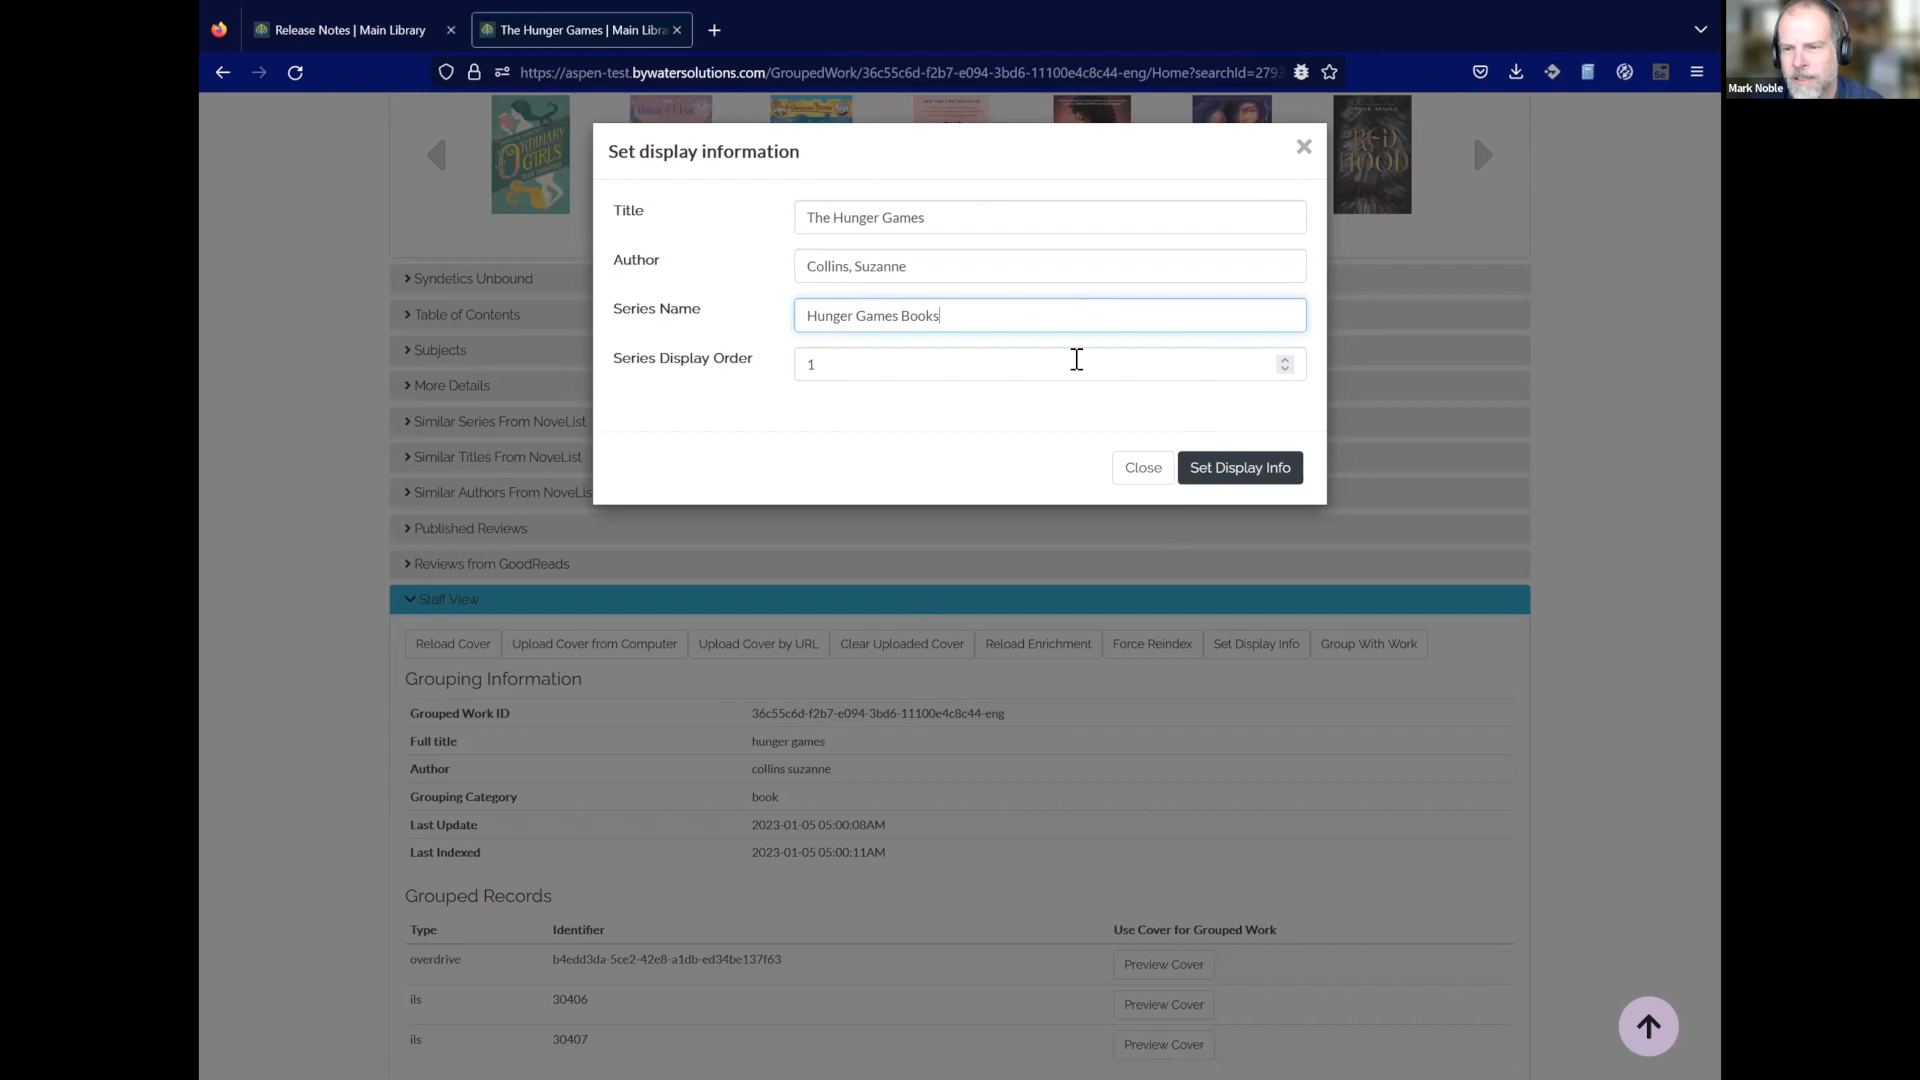 Release Notes | Main Library
The Hunger Games | Main Libra
https://aspen-test.bywatersolutions.com/GroupedWork/36c55c6d-f2b7-e094-3bd6-11100e4c8c44-eng/Home?searchId=2793
Mark Noble
ORDINARY GIRLS
RED HOOD
Set display information
Title
The Hunger Games
Author
Collins, Suzanne
Series Name
Hunger Games Books
Series Display Order
1
Close
Set Display Info
Syndetics Unbound
Table of Contents
Subjects
More Details
Similar Series From NoveList
Similar Titles From NoveList
Similar Authors From NoveLis
Published Reviews
Reviews from GoodReads
Staff View
Reload Cover
Upload Cover from Computer
Upload Cover by URL
Clear Uploaded Cover
Reload Enrichment
Force Reindex
Set Display Info
Group With Work
Grouping Information
Grouped Work ID 36c55c6d-f2b7-e094-3bd6-11100e4c8c44-eng
Full title hunger games
Author collins suzanne
Grouping Category book
Last Update 2023-01-05 05:00:08AM
Last Indexed 2023-01-05 05:00:11AM
Grouped Records
Type Identifier Use Cover for Grouped Work
overdrive b4edd3da-5ce2-42e8-a1db-ed34be137f63 Preview Cover
ils 30406 Preview Cover
ils 30407 Preview Cover